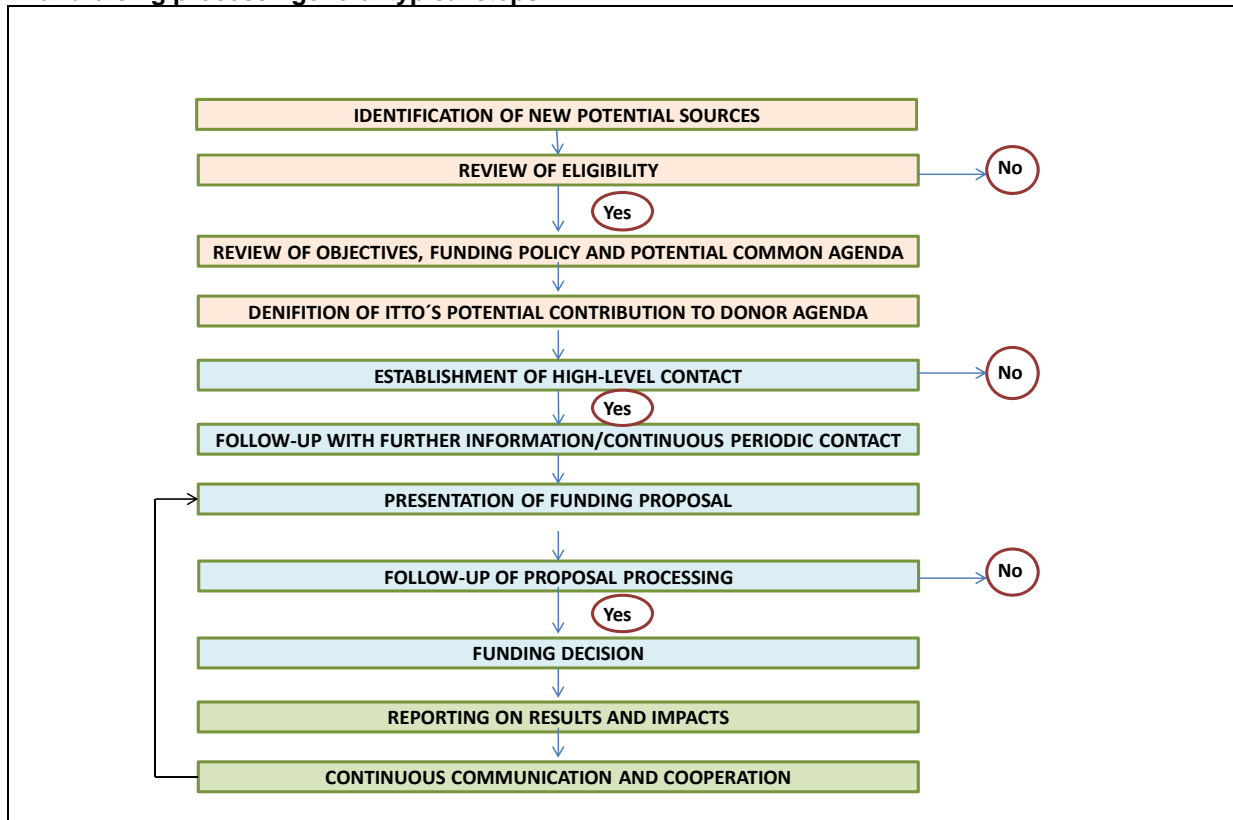 IDENTIFICATION OF NEW POTENTIAL SOURCES
REVIEW OF ELIGIBILITY
No
Yes
REVIEW OF OBJECTIVES, FUNDING POLICY AND POTENTIAL COMMON AGENDA
DENIFITION OF ITTO´S POTENTIAL CONTRIBUTION TO DONOR AGENDA
ESTABLISHMENT OF HIGH-LEVEL CONTACT
No
Yes
FOLLOW-UP WITH FURTHER INFORMATION/CONTINUOUS PERIODIC CONTACT
PRESENTATION OF FUNDING PROPOSAL
FOLLOW-UP OF PROPOSAL PROCESSING
No
Yes
FUNDING DECISION
REPORTING ON RESULTS AND IMPACTS
CONTINUOUS COMMUNICATION AND COOPERATION